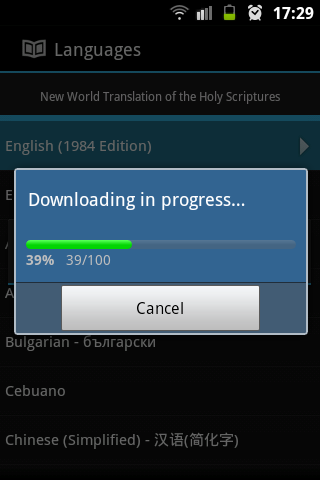 17:29
Languages
New World Translation of the Holy Scriptures
English (1984 Edition)
E
Downloading in progress...
39% 39/100
Cancel
A
A
Bulgarian - български
Cebuano
Chinese (Simplified) - 汉语(简化字)